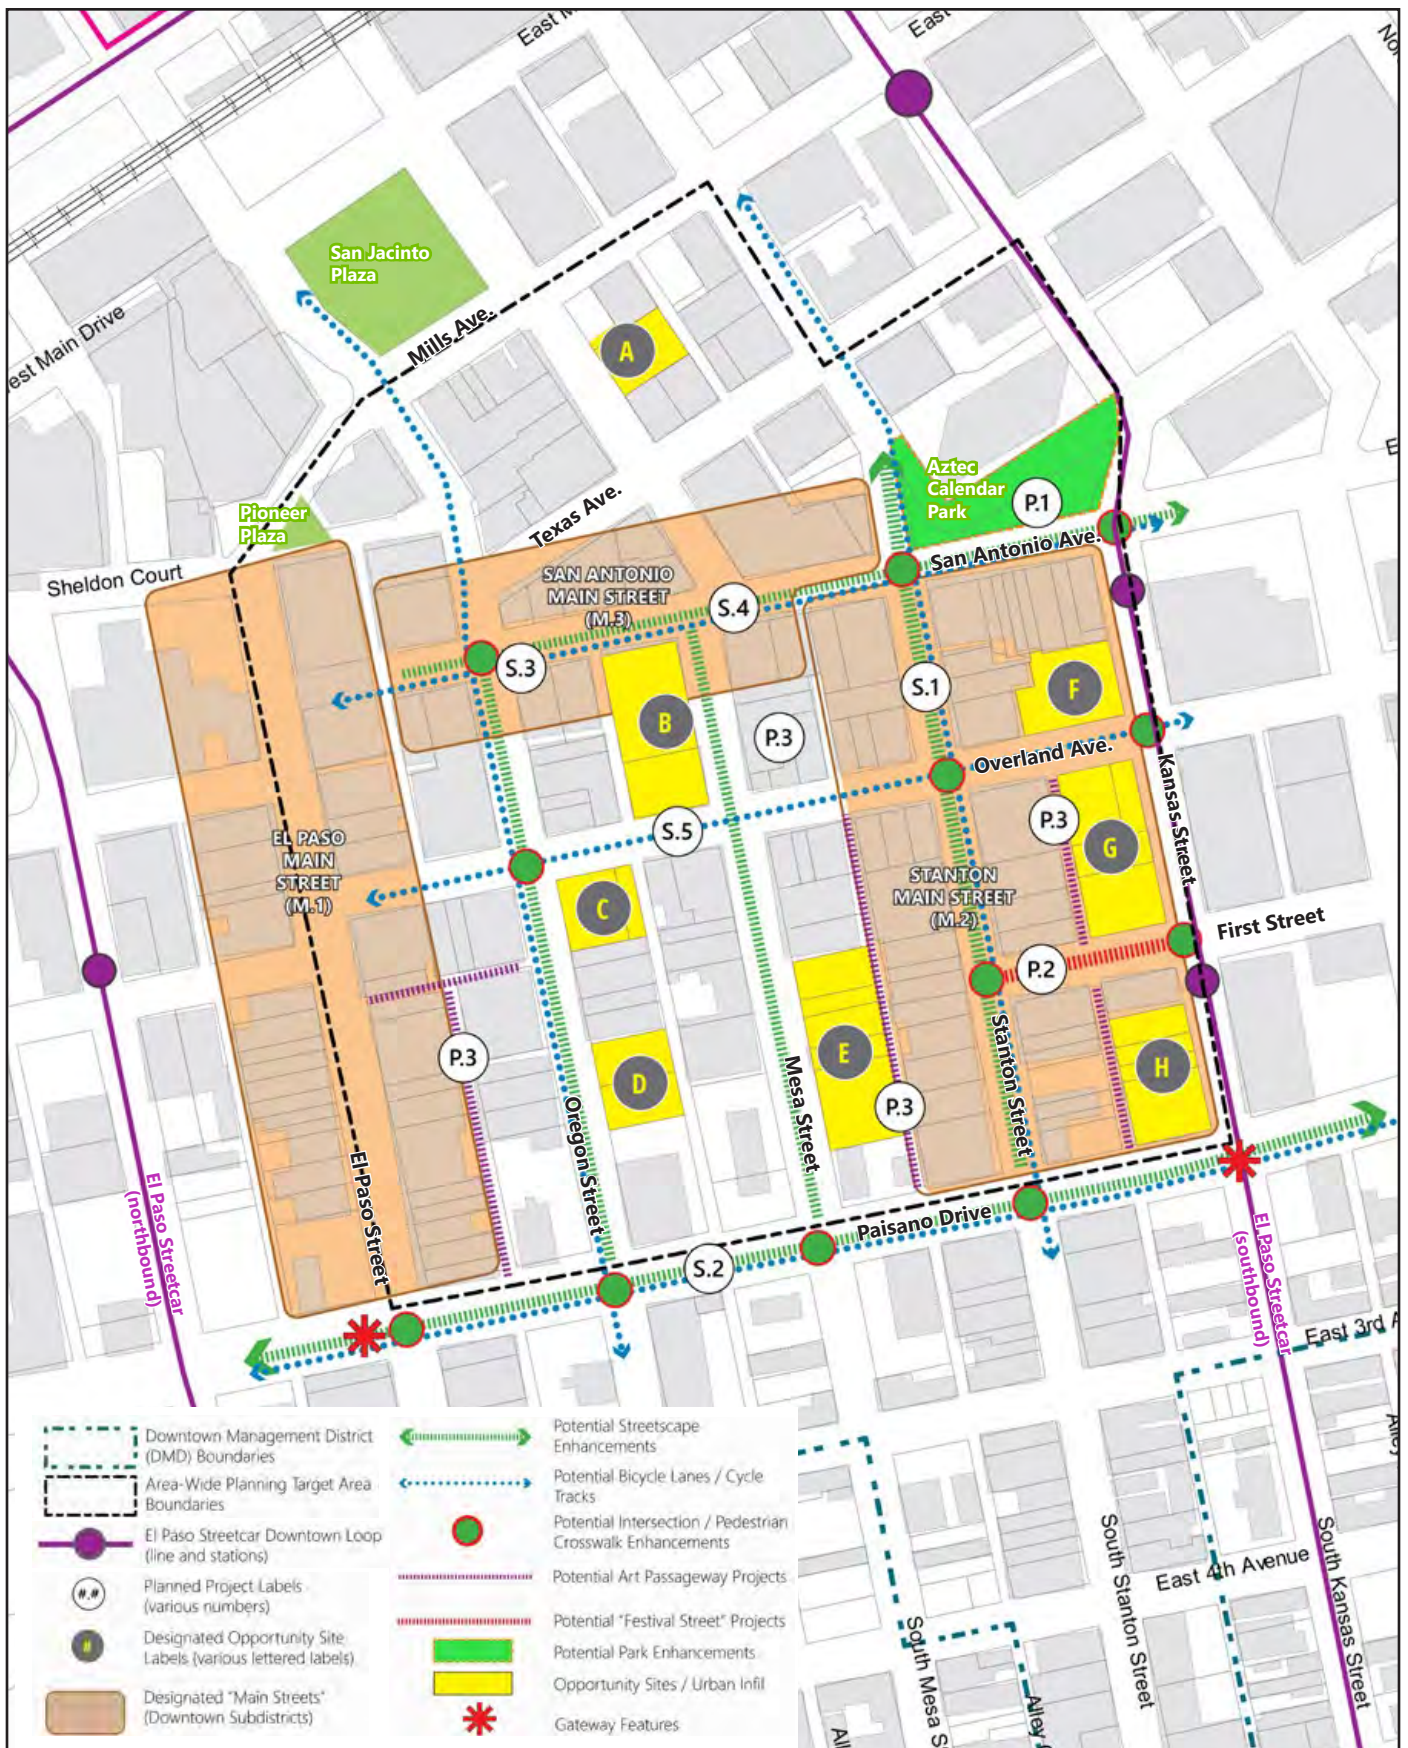 East
San Jacinto
Plaza
Mills Ave.
A
Aztec
Calendar
Park
P.1
Texas Ave.
Pioneer
Plaza
Sheldon Court
San Antonio Ave.
SAN ANTONIO
MAIN STREET
(M.3)
S.4
S.3
S.1
B
F
P.3
Overland Ave.
Kansas Street
S.5
P.3
G
EL PASO
MAIN
STREET
(M.1)
STANTON
MAIN STREET
(M.2)
C
First Street
P.2
P.3
E
D
H
P.3
Stanton Street
Mesa Street
Oregon Street
El Paso Street
El Paso Streetcar
(northbound)
Paisano Drive
S.2
El Paso Streetcar
(southbound)
East 3rd A
East 4th Avenue
South Stanton Street
South Kansas Street
South Mesa S
Alley
Downtown Management District
(DMD) Boundaries
Area-Wide Planning Target Area
Boundaries
El Paso Streetcar Downtown Loop
(line and stations)
#.#
Planned Project Labels
(various numbers)
#
Designated Opportunity Site
Labels (various lettered labels)
Designated "Main Streets"
(Downtown Subdistricts)
Potential Streetscape
Enhancements
Potential Bicycle Lanes / Cycle
Tracks
Potential Intersection / Pedestrian
Crosswalk Enhancements
Potential Art Passageway Projects
Potential "Festival Street" Projects
Potential Park Enhancements
Opportunity Sites / Urban Infil
Gateway Features